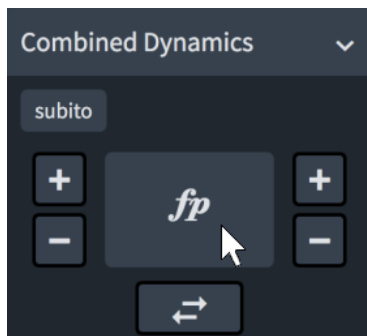 Combined Dynamics
subito
+ fp +
− −